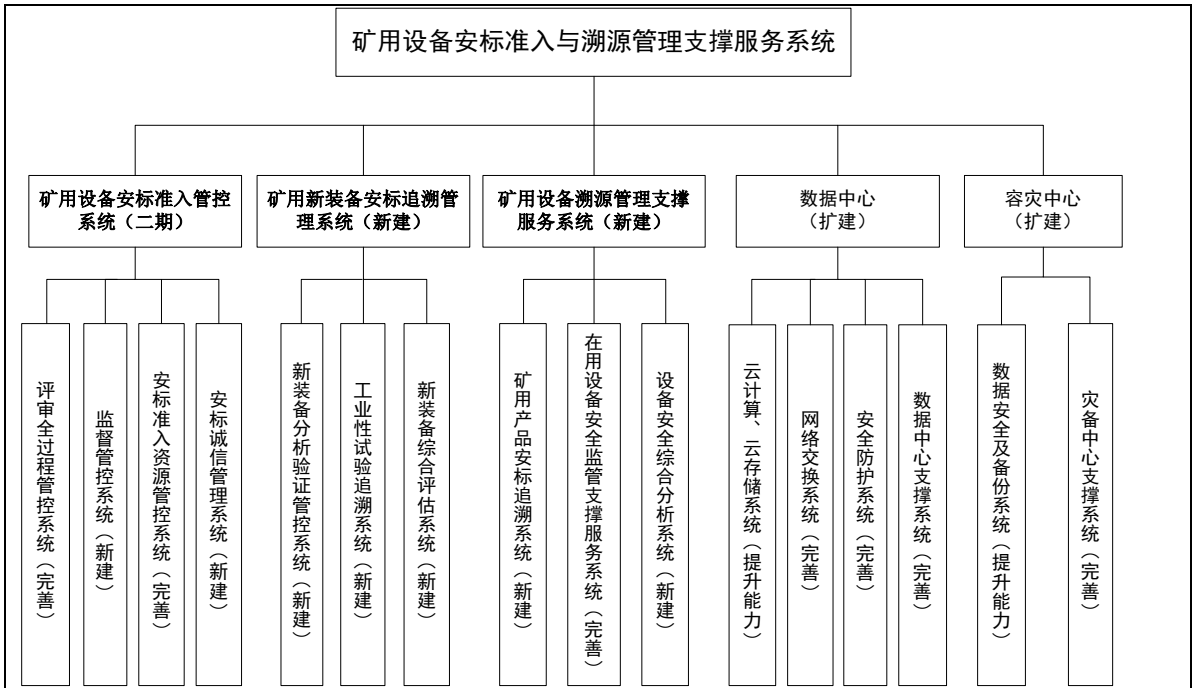 矿用设备安标准入与溯源管理支撑服务系统
矿用设备安标准入管控
系统（二期）
矿用新装备安标追溯管
理系统（新建）
矿用设备溯源管理支撑
服务系统（新建）
数据中心
（扩建）
容灾中心
（扩建）
评审全过程管控系统（完善）
监督管控系统（新建）
安标准入资源管控系统（完善）
安标诚信管理系统（新建）
新装备分析验证管控系统（新建）
工业性试验追溯系统（新建）
新装备综合评估系统（新建）
矿用产品安标追溯系统（新建）
在用设备安全监管支撑服务系统（完善）
设备安全综合分析系统（新建）
云计算、云存储系统（提升能力）
网络交换系统（完善）
安全防护系统（完善）
数据中心支撑系统（完善）
数据安全及备份系统（提升能力）
灾备中心支撑系统（完善）